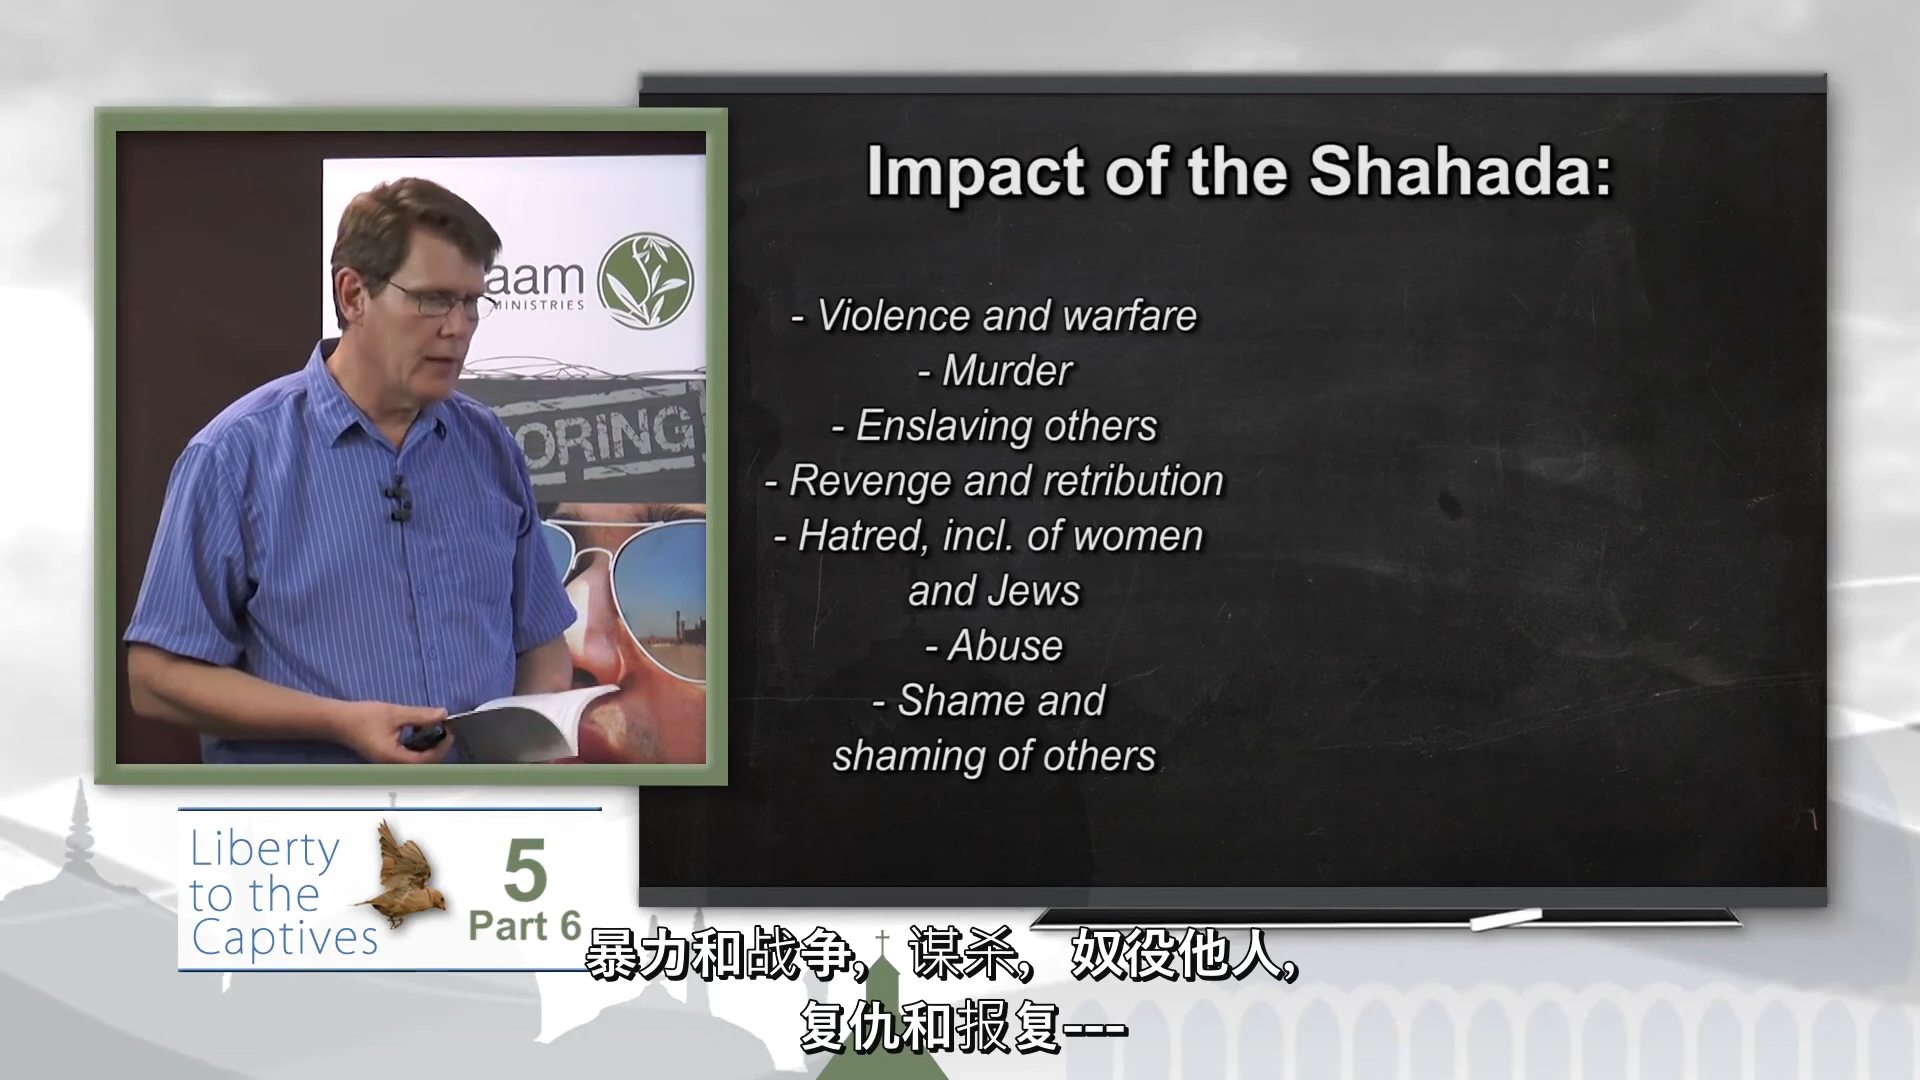 Impact of the Shahada:
- Violence and warfare
- Murder
- Enslaving others
- Revenge and retribution
- Hatred, incl. of women
and Jews
- Abuse
- Shame and
shaming of others
aam
MINISTRIES
ORING
Liberty
to the
Captives
5
Part 6
暴力和战争, 谋杀, 奴役他人,
复仇和报复---